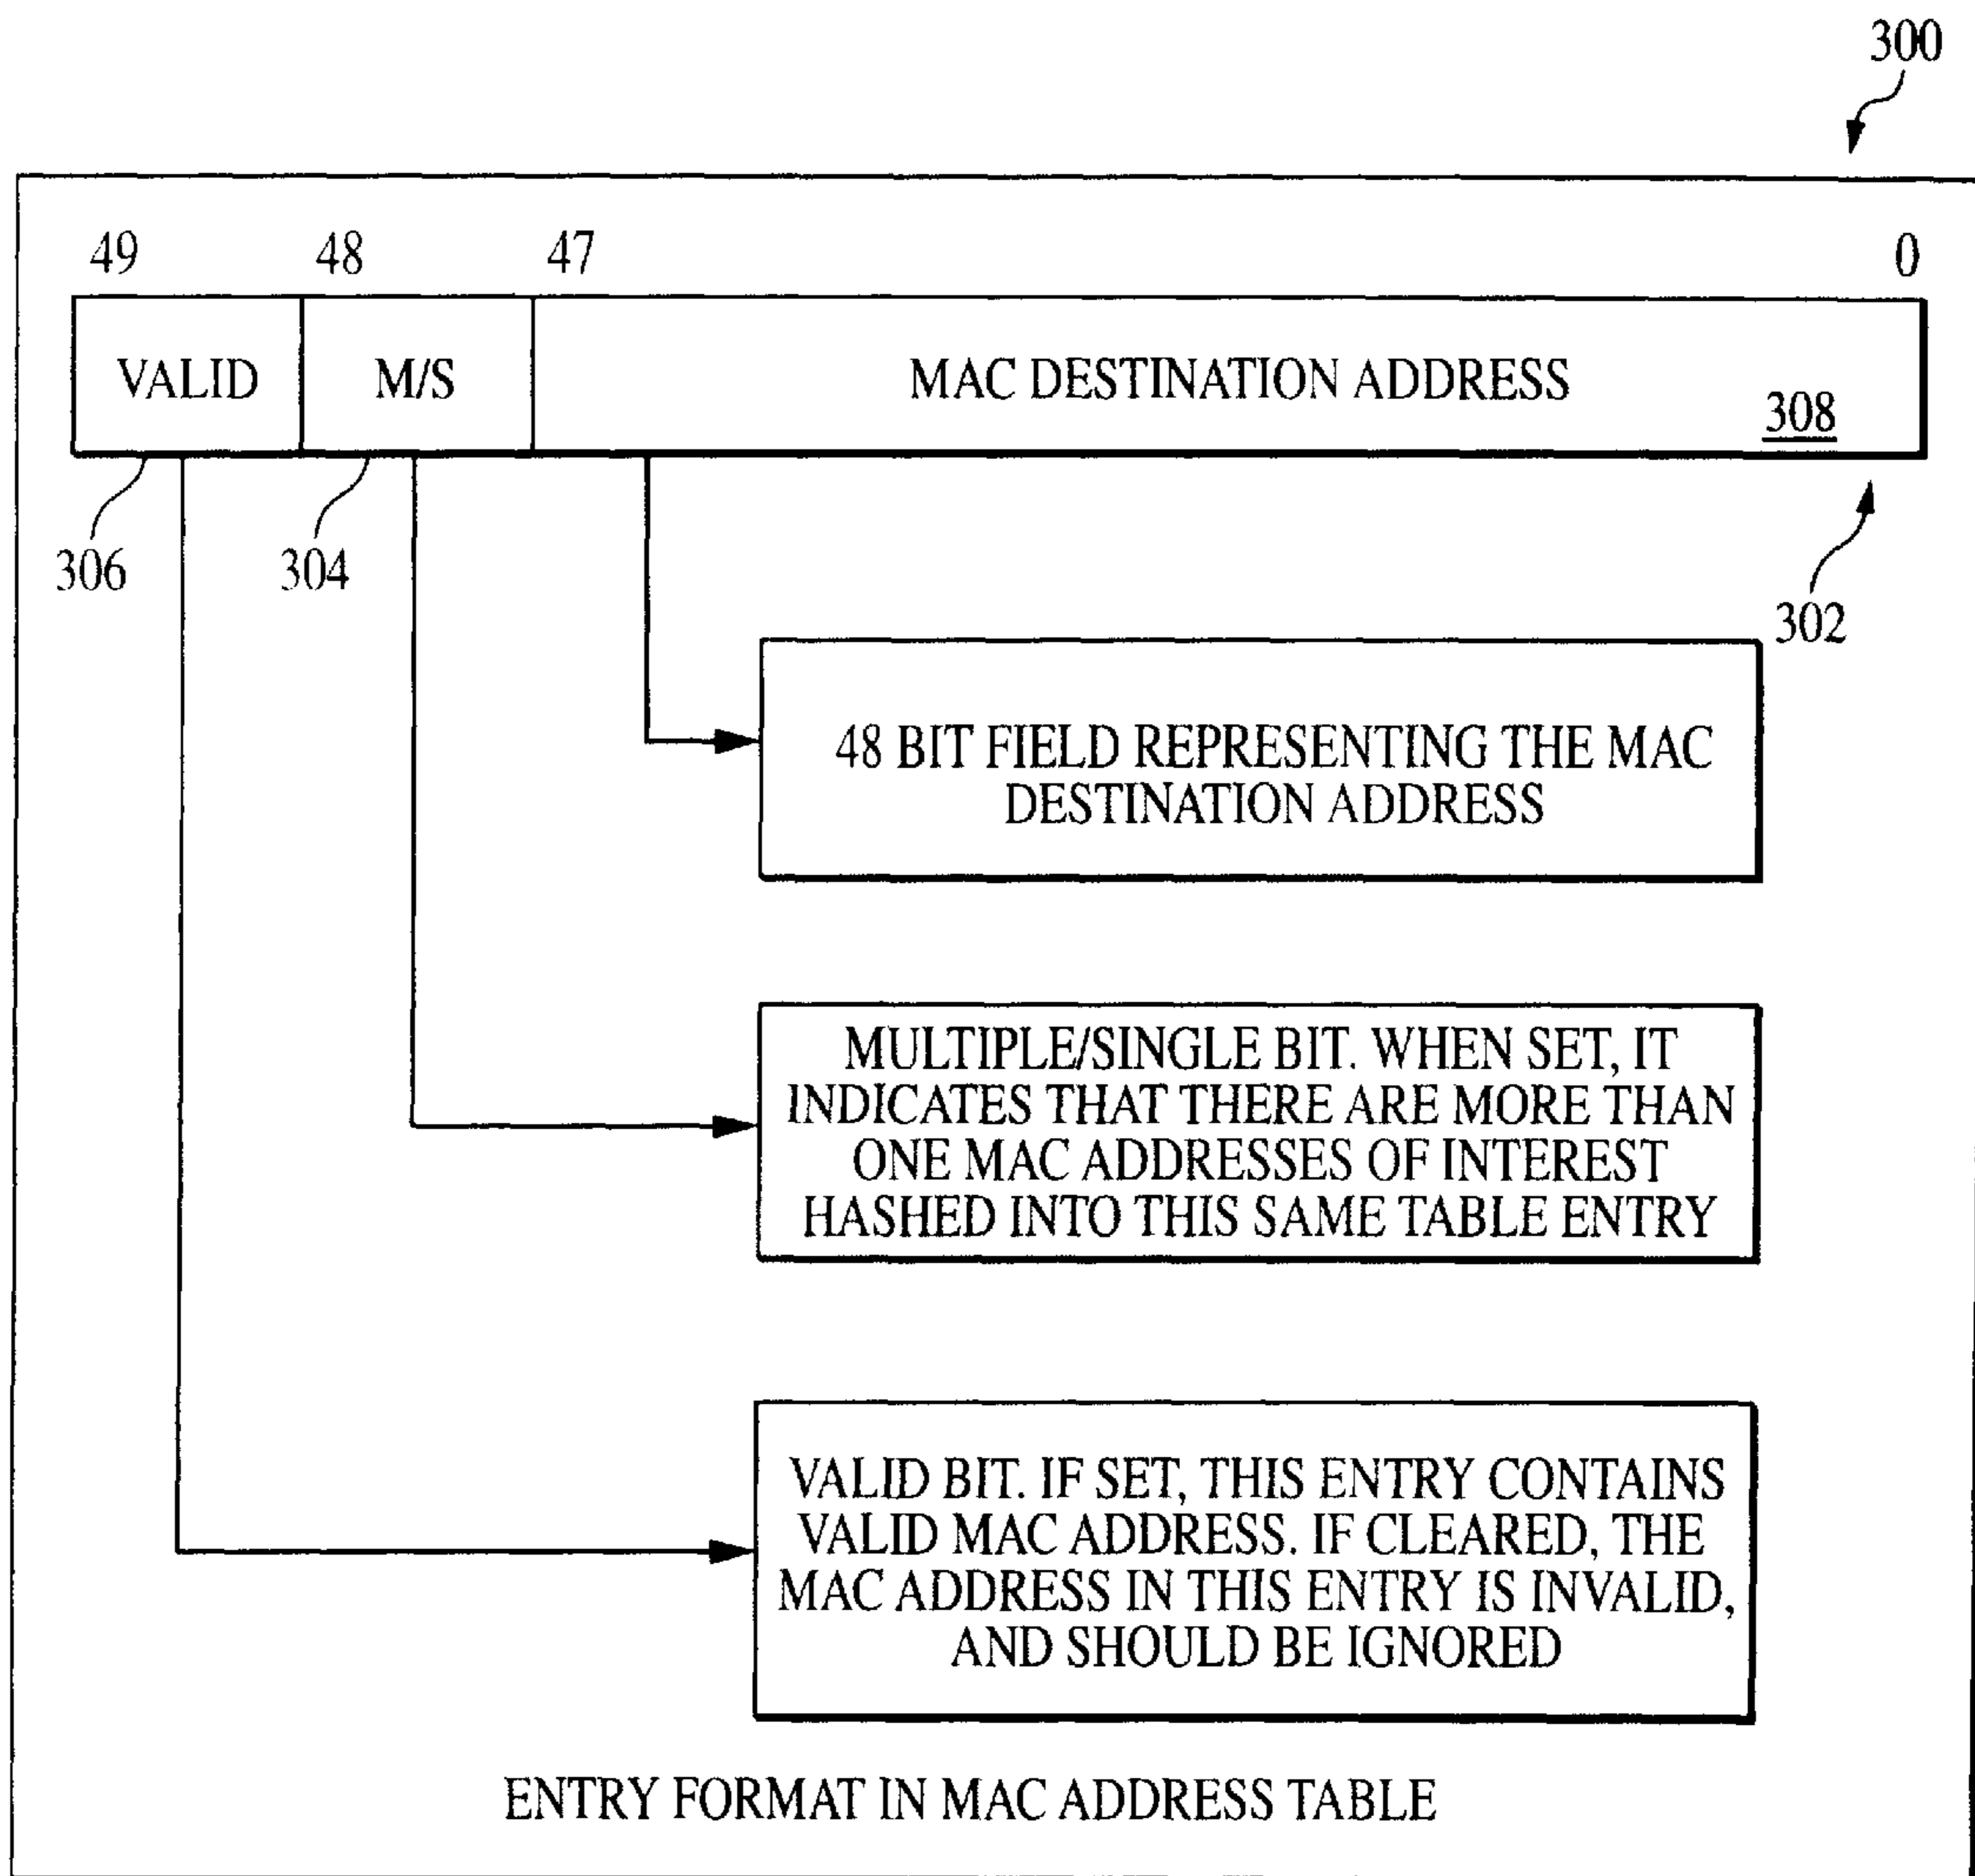 300
49 48 47 0
VALID M/S MAC DESTINATION ADDRESS
308
306 304
302
48 BIT FIELD REPRESENTING THE MAC
DESTINATION ADDRESS
MULTIPLE/SINGLE BIT. WHEN SET, IT
INDICATES THAT THERE ARE MORE THAN
ONE MAC ADDRESSES OF INTEREST
HASHED INTO THIS SAME TABLE ENTRY
VALID BIT. IF SET, THIS ENTRY CONTAINS
VALID MAC ADDRESS. IF CLEARED, THE
MAC ADDRESS IN THIS ENTRY IS INVALID,
AND SHOULD BE IGNORED
ENTRY FORMAT IN MAC ADDRESS TABLE